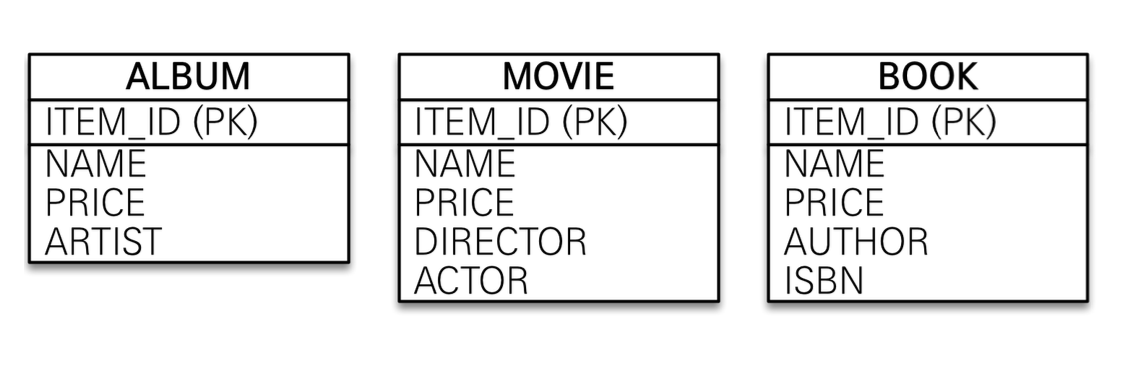 ALBUM
ITEM_ID (PK)
NAME
PRICE
ARTIST
MOVIE
ITEM_ID (PK)
NAME
PRICE
DIRECTOR
ACTOR
BOOK
ITEM_ID (PK)
NAME
PRICE
AUTHOR
ISBN